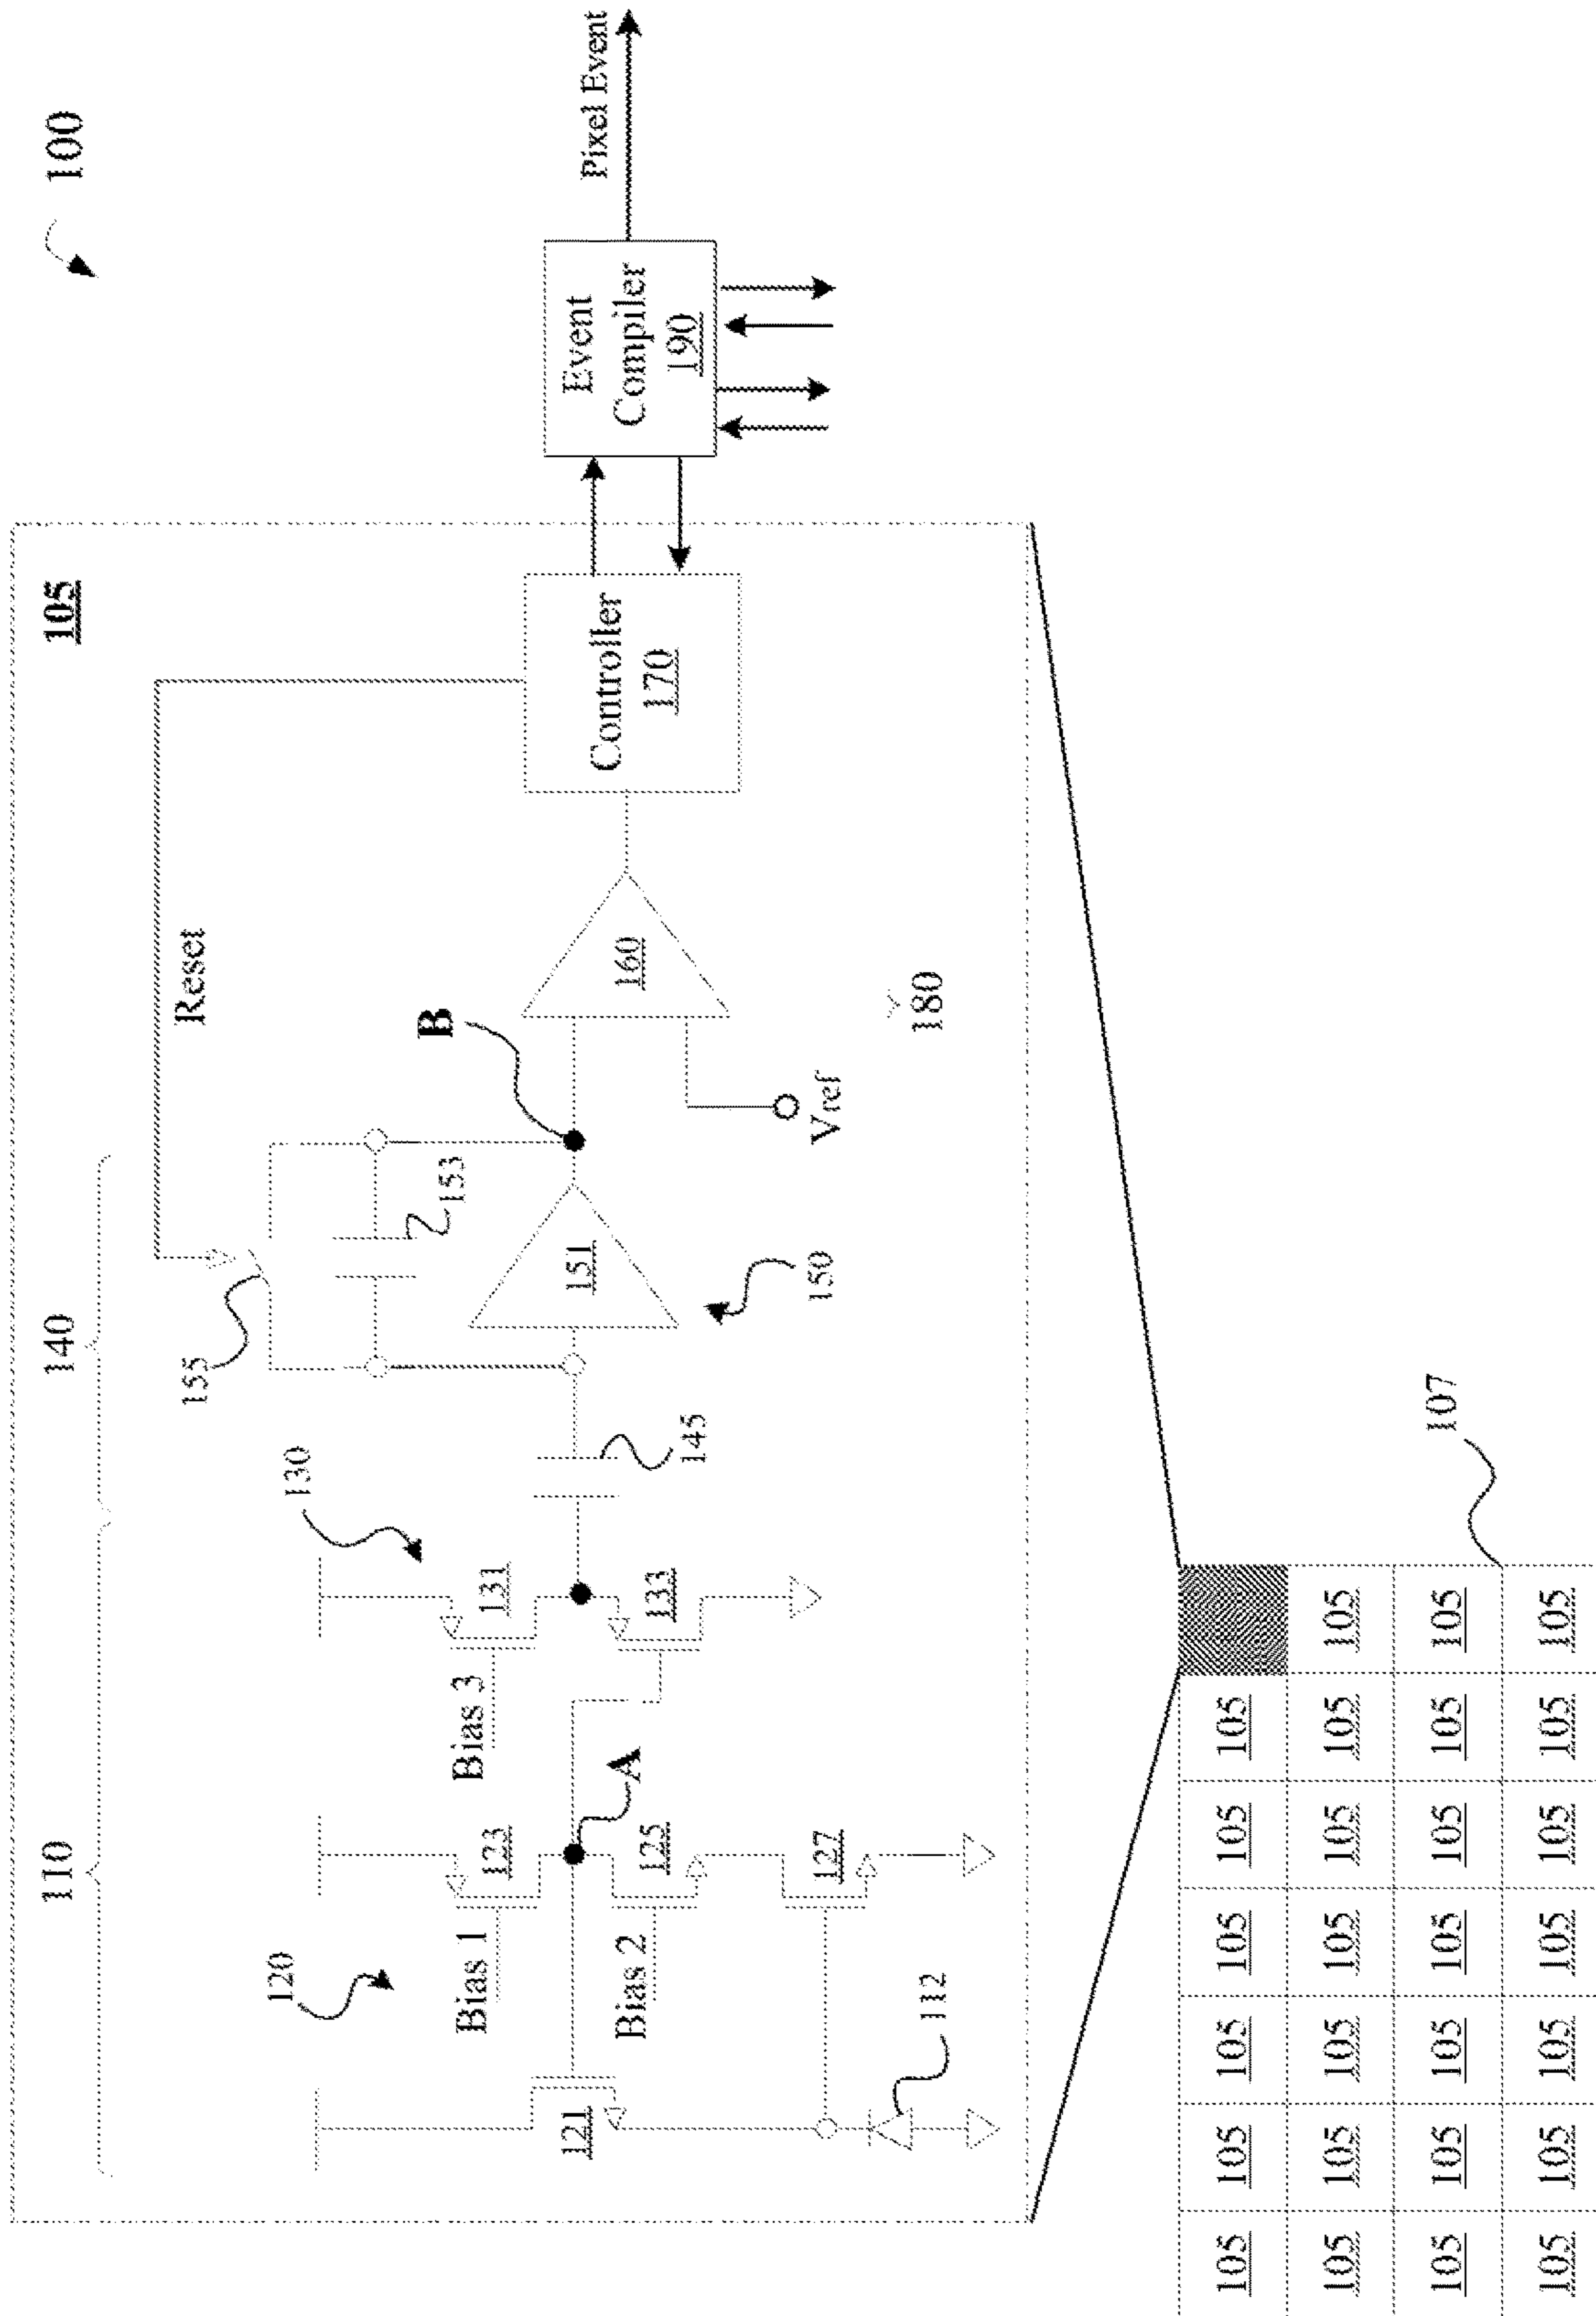 100
110
140
105
155
Reset
120
130
153
B
Bias 1
123
Bias 3
131
121
151
Pixel Event
Event
Compiler
190
Controller
170
160
A
Bias 2
125
133
145
150
127
Vref
112
180
105 105 105 105 105 105
105 105 105 105 105 105 105
105 105 105 105 105 105 105
105 105 105 105 105 105 105
107